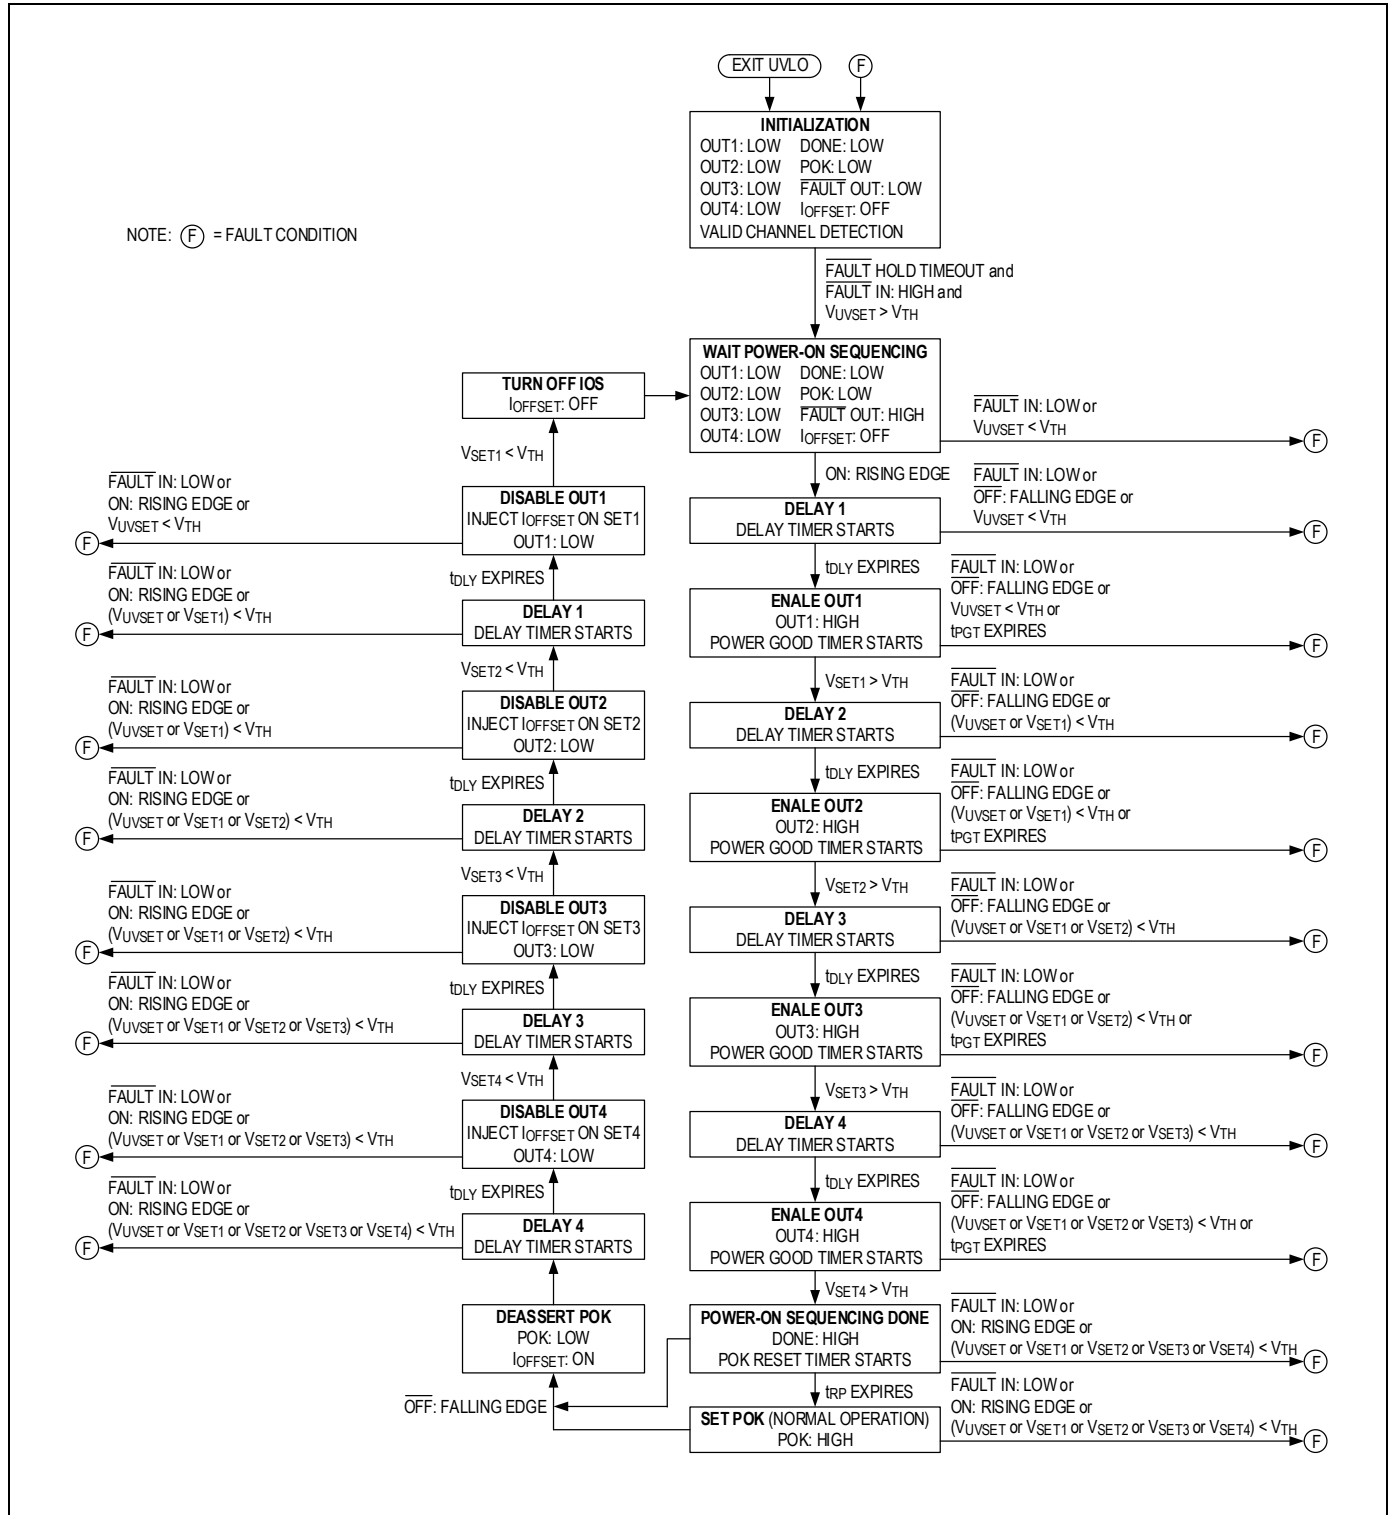 EXIT UVLO
F
INITIALIZATION
OUT1: LOW DONE: LOW
OUT2: LOW POK: LOW
OUT3: LOW FAULT OUT: LOW
OUT4: LOW IOFFSET: OFF
VALID CHANNEL DETECTION
NOTE: F = FAULT CONDITION
FAULT HOLD TIMEOUT and
FAULT IN: HIGH and
VUVSET > VTH
WAIT POWER-ON SEQUENCING
OUT1: LOW DONE: LOW
OUT2: LOW POK: LOW
OUT3: LOW FAULT OUT: HIGH
OUT4: LOW IOFFSET: OFF
FAULT IN: LOW or
VUVSET < VTH
F
ON: RISING EDGE
DELAY 1
DELAY TIMER STARTS
FAULT IN: LOW or
OFF: FALLING EDGE or
VUVSET < VTH
F
tDLY EXPIRES
ENALE OUT1
OUT1: HIGH
POWER GOOD TIMER STARTS
FAULT IN: LOW or
OFF: FALLING EDGE or
VUVSET < VTH or
tPGT EXPIRES
F
VSET1 > VTH
DELAY 2
DELAY TIMER STARTS
FAULT IN: LOW or
OFF: FALLING EDGE or
(VUVSET or VSET1) < VTH
F
tDLY EXPIRES
ENALE OUT2
OUT2: HIGH
POWER GOOD TIMER STARTS
FAULT IN: LOW or
OFF: FALLING EDGE or
(VUVSET or VSET1) < VTH or
tPGT EXPIRES
F
VSET2 > VTH
DELAY 3
DELAY TIMER STARTS
FAULT IN: LOW or
OFF: FALLING EDGE or
(VUVSET or VSET1 or VSET2) < VTH
F
tDLY EXPIRES
ENALE OUT3
OUT3: HIGH
POWER GOOD TIMER STARTS
FAULT IN: LOW or
OFF: FALLING EDGE or
(VUVSET or VSET1 or VSET2) < VTH or
tPGT EXPIRES
F
VSET3 > VTH
DELAY 4
DELAY TIMER STARTS
FAULT IN: LOW or
OFF: FALLING EDGE or
(VUVSET or VSET1 or VSET2 or VSET3) < VTH
F
tDLY EXPIRES
ENALE OUT4
OUT4: HIGH
POWER GOOD TIMER STARTS
FAULT IN: LOW or
OFF: FALLING EDGE or
(VUVSET or VSET1 or VSET2 or VSET3) < VTH or
tPGT EXPIRES
F
VSET4 > VTH
POWER-ON SEQUENCING DONE
DONE: HIGH
POK RESET TIMER STARTS
FAULT IN: LOW or
ON: RISING EDGE or
(VUVSET or VSET1 or VSET2 or VSET3 or VSET4) < VTH
F
tRP EXPIRES
SET POK (NORMAL OPERATION)
POK: HIGH
FAULT IN: LOW or
ON: RISING EDGE or
(VUVSET or VSET1 or VSET2 or VSET3 or VSET4) < VTH
F
OFF: FALLING EDGE
DEASSERT POK
POK: LOW
IOFFSET: ON
DELAY 4
DELAY TIMER STARTS
FAULT IN: LOW or
ON: RISING EDGE or
(VUVSET or VSET1 or VSET2 or VSET3 or VSET4) < VTH
F
tDLY EXPIRES
DISABLE OUT4
INJECT IOFFSET ON SET4
OUT4: LOW
FAULT IN: LOW or
ON: RISING EDGE or
(VUVSET or VSET1 or VSET2 or VSET3) < VTH
F
VSET4 < VTH
DELAY 3
DELAY TIMER STARTS
FAULT IN: LOW or
ON: RISING EDGE or
(VUVSET or VSET1 or VSET2 or VSET3) < VTH
F
tDLY EXPIRES
DISABLE OUT3
INJECT IOFFSET ON SET3
OUT3: LOW
FAULT IN: LOW or
ON: RISING EDGE or
(VUVSET or VSET1 or VSET2) < VTH
F
VSET3 < VTH
DELAY 2
DELAY TIMER STARTS
FAULT IN: LOW or
ON: RISING EDGE or
(VUVSET or VSET1 or VSET2) < VTH
F
tDLY EXPIRES
DISABLE OUT2
INJECT IOFFSET ON SET2
OUT2: LOW
FAULT IN: LOW or
ON: RISING EDGE or
(VUVSET or VSET1) < VTH
F
VSET2 < VTH
DELAY 1
DELAY TIMER STARTS
FAULT IN: LOW or
ON: RISING EDGE or
(VUVSET or VSET1) < VTH
F
tDLY EXPIRES
DISABLE OUT1
INJECT IOFFSET ON SET1
OUT1: LOW
FAULT IN: LOW or
ON: RISING EDGE or
VUVSET < VTH
F
VSET1 < VTH
TURN OFF IOS
IOFFSET: OFF